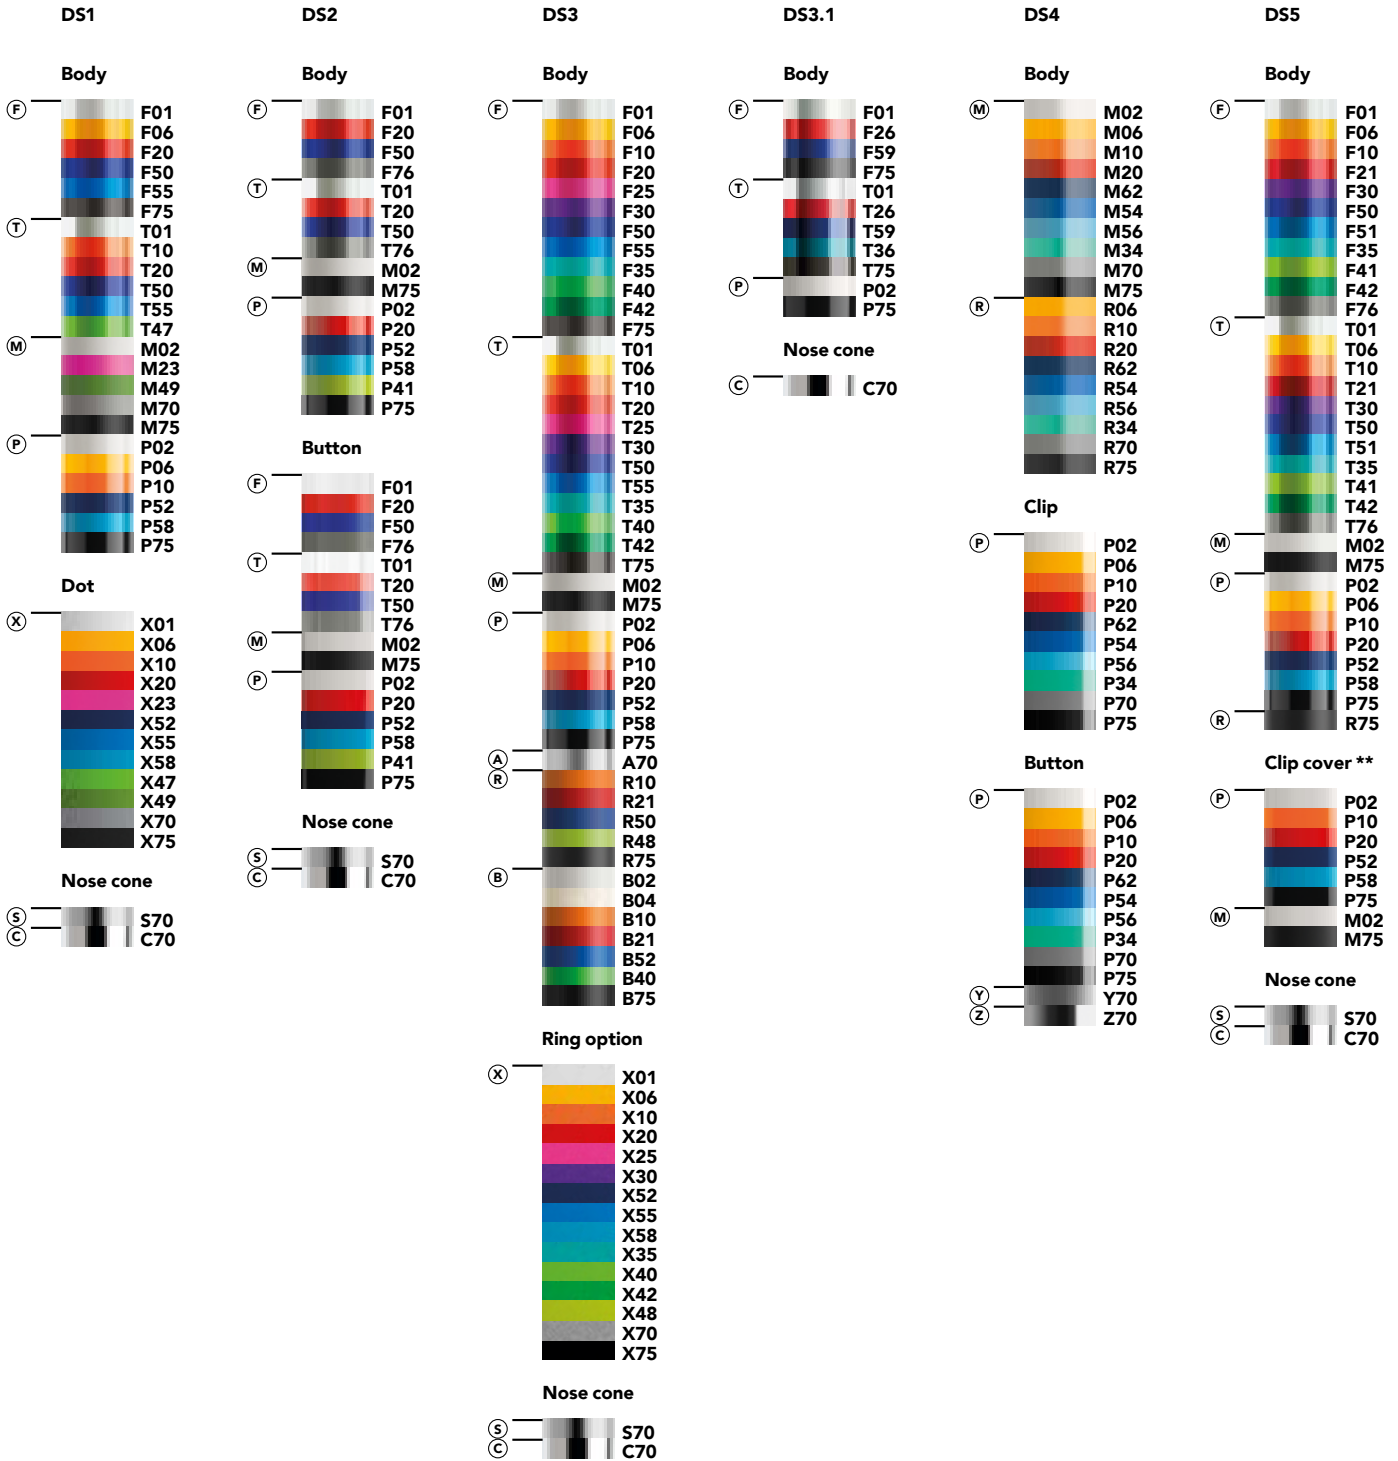 DS1
Body
F
F01
F06
F20
F50
F55
F75
T
T01
T10
T20
T50
T55
T47
M
M02
M23
M49
M70
M75
P
P02
P06
P10
P52
P58
P75
Dot
X
X01
X06
X10
X20
X23
X52
X55
X58
X47
X49
X70
X75
Nose cone
S
S70
C
C70
DS2
Body
F
F01
F20
F50
F76
T
T01
T20
T50
T76
M
M02
M75
P
P02
P20
P52
P58
P41
P75
Button
F
F01
F20
F50
F76
T
T01
T20
T50
T76
M
M02
M75
P
P02
P20
P52
P58
P41
P75
Nose cone
S
S70
C
C70
DS3
Body
F
F01
F06
F10
F20
F25
F30
F50
F55
F35
F40
F42
F75
T
T01
T06
T10
T20
T25
T30
T50
T55
T35
T40
T42
T75
M
M02
M75
P
P02
P06
P10
P20
P52
P58
P75
A
A70
R
R10
R21
R50
R48
R75
B
B02
B04
B10
B21
B52
B40
B75
Ring option
X
X01
X06
X10
X20
X25
X30
X52
X55
X58
X35
X40
X42
X48
X70
X75
Nose cone
S
S70
C
C70
DS3.1
Body
F
F01
F26
F59
F75
T
T01
T26
T59
T36
T75
P
P02
P75
Nose cone
C
C70
DS4
Body
M
M02
M06
M10
M20
M62
M54
M56
M34
M70
M75
R
R06
R10
R20
R62
R54
R56
R34
R70
R75
Clip
P
P02
P06
P10
P20
P62
P54
P56
P34
P70
P75
Button
P
P02
P06
P10
P20
P62
P54
P56
P34
P70
P75
Y
Y70
Z
Z70
DS5
Body
F
F01
F06
F10
F21
F30
F50
F51
F35
F41
F42
F76
T
T01
T06
T10
T21
T30
T50
T51
T35
T41
T42
T76
M
M02
M75
P
P02
P06
P10
P20
P52
P58
P75
R
R75
Clip cover **
P
P02
P10
P20
P52
P58
P75
M
M02
M75
Nose cone
S
S70
C
C70